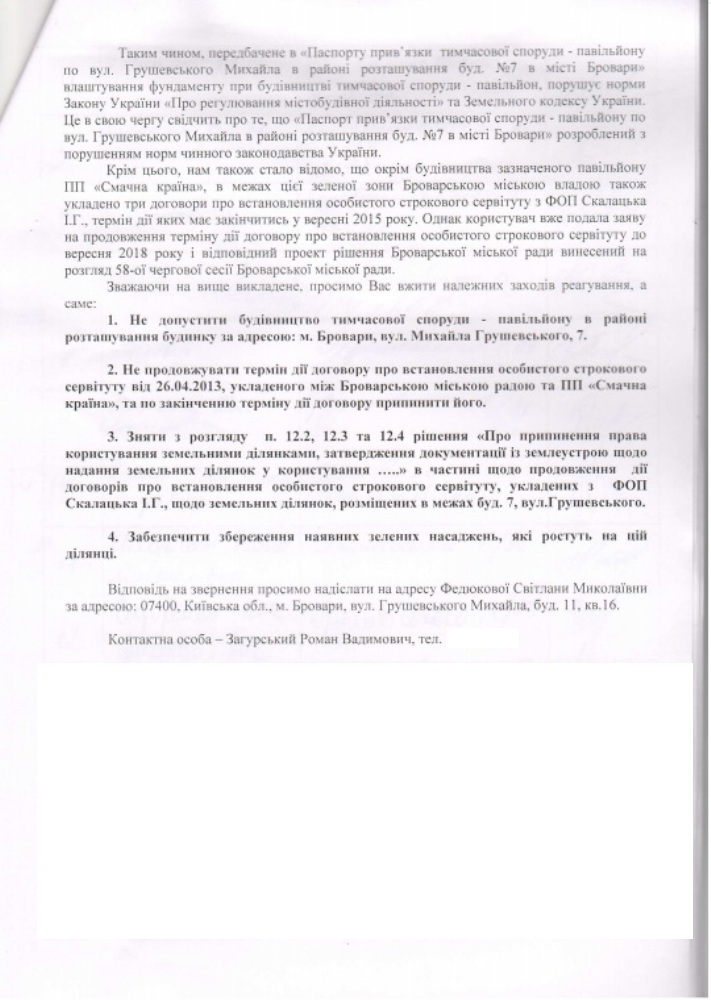 Таким чином, передбачене в «Паспорту прив’язки тимчасової споруди - павільйону
по вул. Грушевського Михайла в районі розташування буд. №7 в місті Бровари»
влаштування фундаменту при будівництві тимчасової споруди - павільйон, порушує норми
Закону України «Про регулювання містобудівної діяльності» та Земельного кодексу України.
Це в свою чергу свідчить про те, що «Паспорт прив’язки тимчасової споруди - павільйону по
вул. Грушевського Михайла в районі розташування буд. №7 в місті Бровари» розроблений з
порушенням норм чинного законодавства України.
Крім цього, нам також стало відомо, що окрім будівництва зазначеного павільйону
ПП «Смачна країна», в межах цієї зеленої зони Броварською міською владою також
укладено три договори про встановлення особистого строкового сервітуту з ФОП Скалацька
І.Г., термін дії яких має закінчитись у вересні 2015 року. Однак користувач вже подала заяву
на продовження терміну дії договору про встановлення особистого строкового сервітуту до
вересня 2018 року і відповідний проект рішення Броварської міської ради винесений на
розгляд 58-ої чергової сесії Броварської міської ради.
Зважаючи на вище викладене, просимо Вас вжити належних заходів реагування, а
саме:
1. Не допустити будівництво тимчасової споруди - павільйону в районі
розташування будинку за адресою: м. Бровари, вул. Михайла Грушевського, 7.
2. Не продовжувати термін дії договору про встановлення особистого строкового
сервітуту від 26.04.2013, укладеного між Броварською міською радою та ПП «Смачна
країна», та по закінченню терміну дії договору припинити його.
3. Зняти з розгляду п. 12.2, 12.3 та 12.4 рішення «Про припинення права
користування земельними ділянками, затвердження документації із землеустрою щодо
надання земельних ділянок у користування …..» в частині щодо продовження дії
договорів про встановлення особистого строкового сервітуту, укладених з ФОП
Скалацька І.Г., щодо земельних ділянок, розміщених в межах буд. 7, вул.Грушевського.
4. Забезпечити збереження наявних зелених насаджень, які ростуть на цій
ділянці.
Відповідь на звернення просимо надіслати на адресу Федюкової Світлани Миколаївни
за адресою: 07400, Київська обл., м. Бровари, вул. Грушевського Михайла, буд. 11, кв.16.
Контактна особа – Загурський Роман Вадимович, тел.